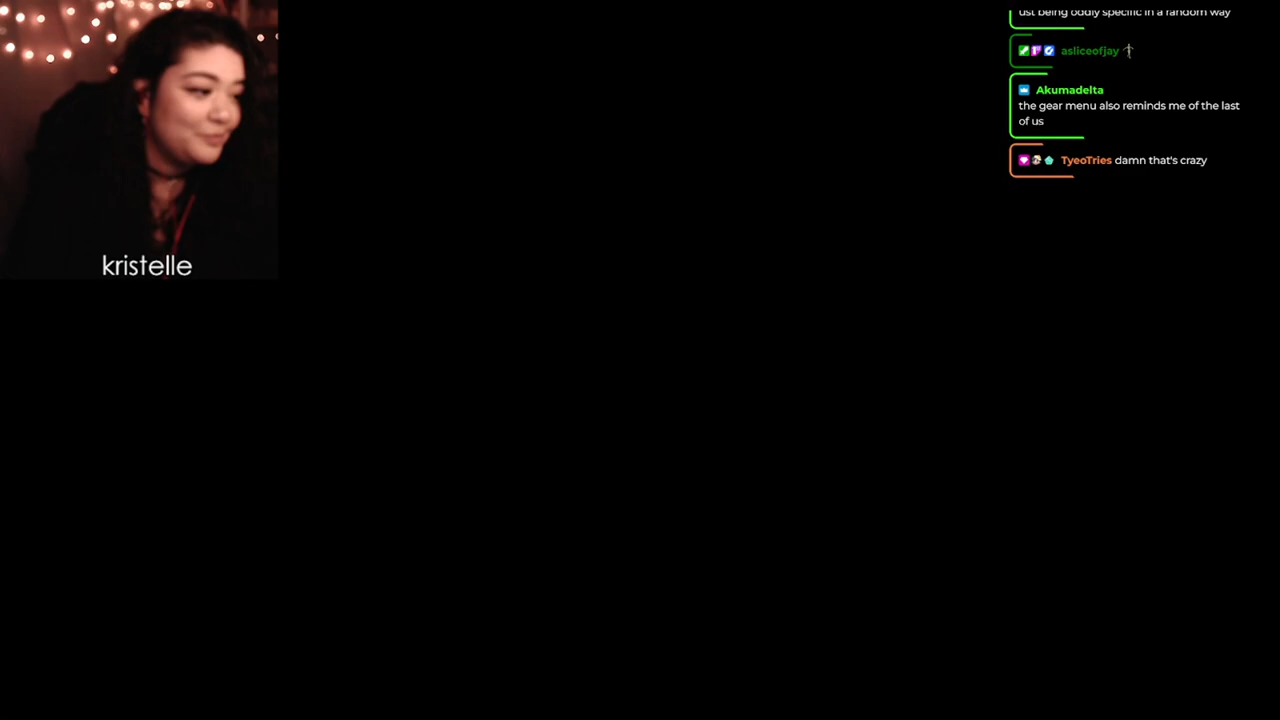 kristelle
ust being oddly specific in a random way
asliceofjay
Akumadelta
the gear menu also reminds me of the last
of us
TyeoTries damn that's crazy